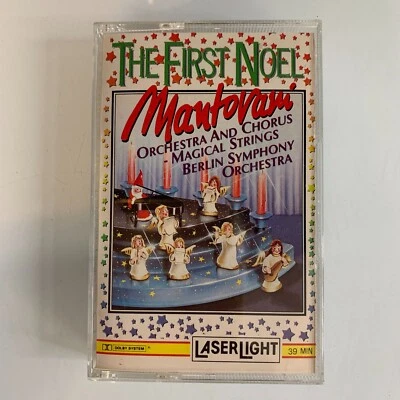 THE FIRST NOEL
Mantovani
ORCHESTRA AND CHORUS
MAGICAL STRINGS
BERLIN SYMPHONY
ORCHESTRA
DOLBY SYSTEM
LASERLIGHT
39 MIN